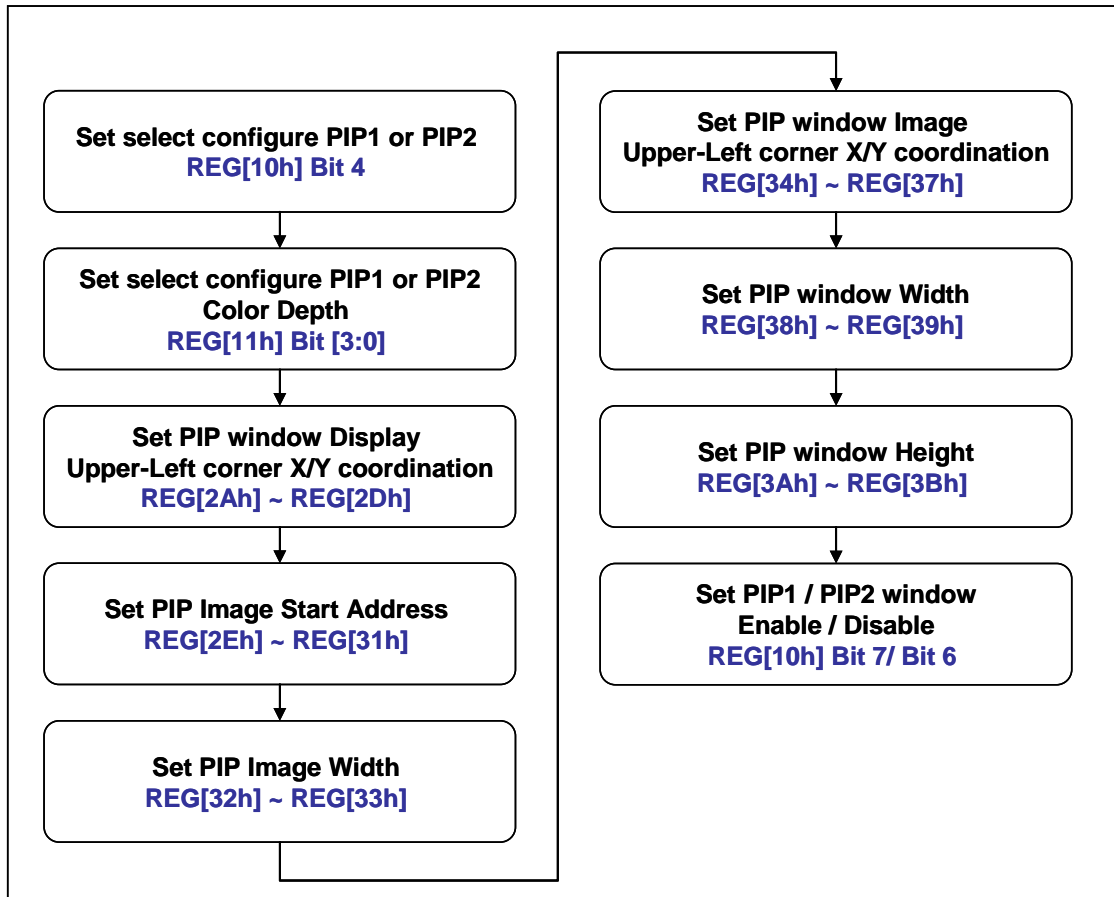 Set select configure PIP1 or PIP2
REG[10h] Bit 4
Set select configure PIP1 or PIP2
Color Depth
REG[11h] Bit [3:0]
Set PIP window Display
Upper-Left corner X/Y coordination
REG[2Ah] ~ REG[2Dh]
Set PIP Image Start Address
REG[2Eh] ~ REG[31h]
Set PIP Image Width
REG[32h] ~ REG[33h]
Set PIP window Image
Upper-Left corner X/Y coordination
REG[34h] ~ REG[37h]
Set PIP window Width
REG[38h] ~ REG[39h]
Set PIP window Height
REG[3Ah] ~ REG[3Bh]
Set PIP1 / PIP2 window
Enable / Disable
REG[10h] Bit 7/ Bit 6